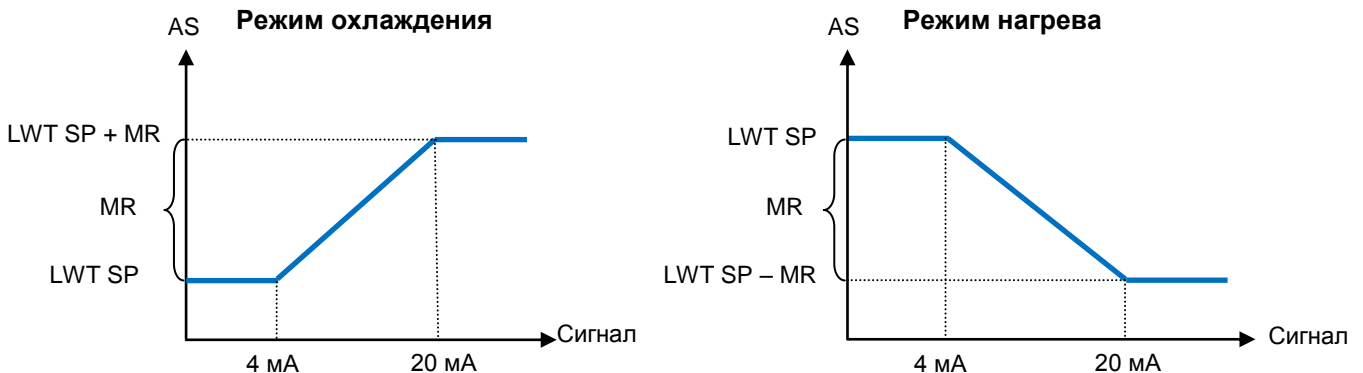 Режим охлаждения
AS
LWT SP + MR
MR
LWT SP
4 мА
20 мА
Сигнал
Режим нагрева
AS
LWT SP
MR
LWT SP – MR
4 мА
20 мА
Сигнал